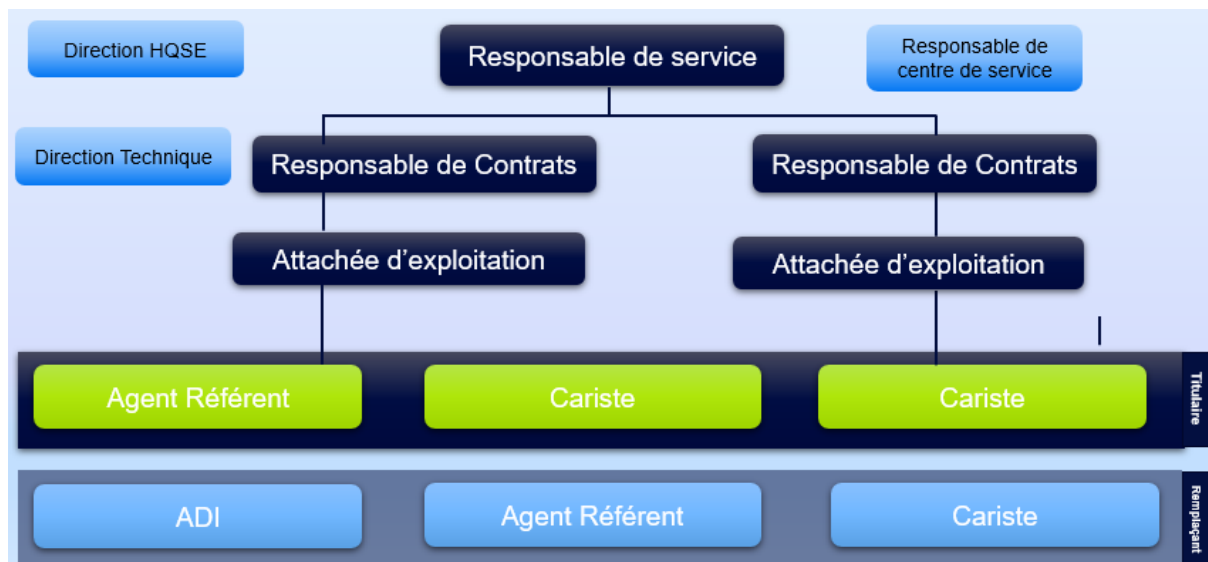 Direction HQSE
Responsable de service
Responsable de
centre de service
Direction Technique
Responsable de Contrats
Responsable de Contrats
Attachée d’exploitation
Attachée d’exploitation
Agent Référent
Cariste
Cariste
Titulaire
ADI
Agent Référent
Cariste
Remplaçant